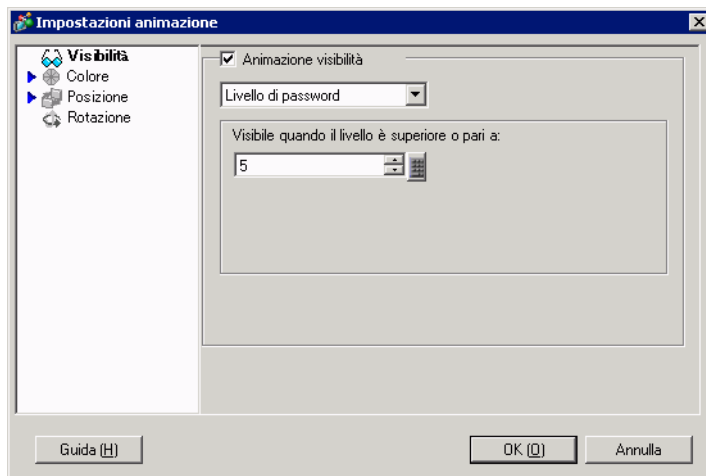 Impostazioni animazione
Visibilità
Colore
Posizione
Rotazione
Animazione visibilità
Livello di password
Visibile quando il livello è superiore o pari a:
5
Guida (H)
OK (O)
Annulla